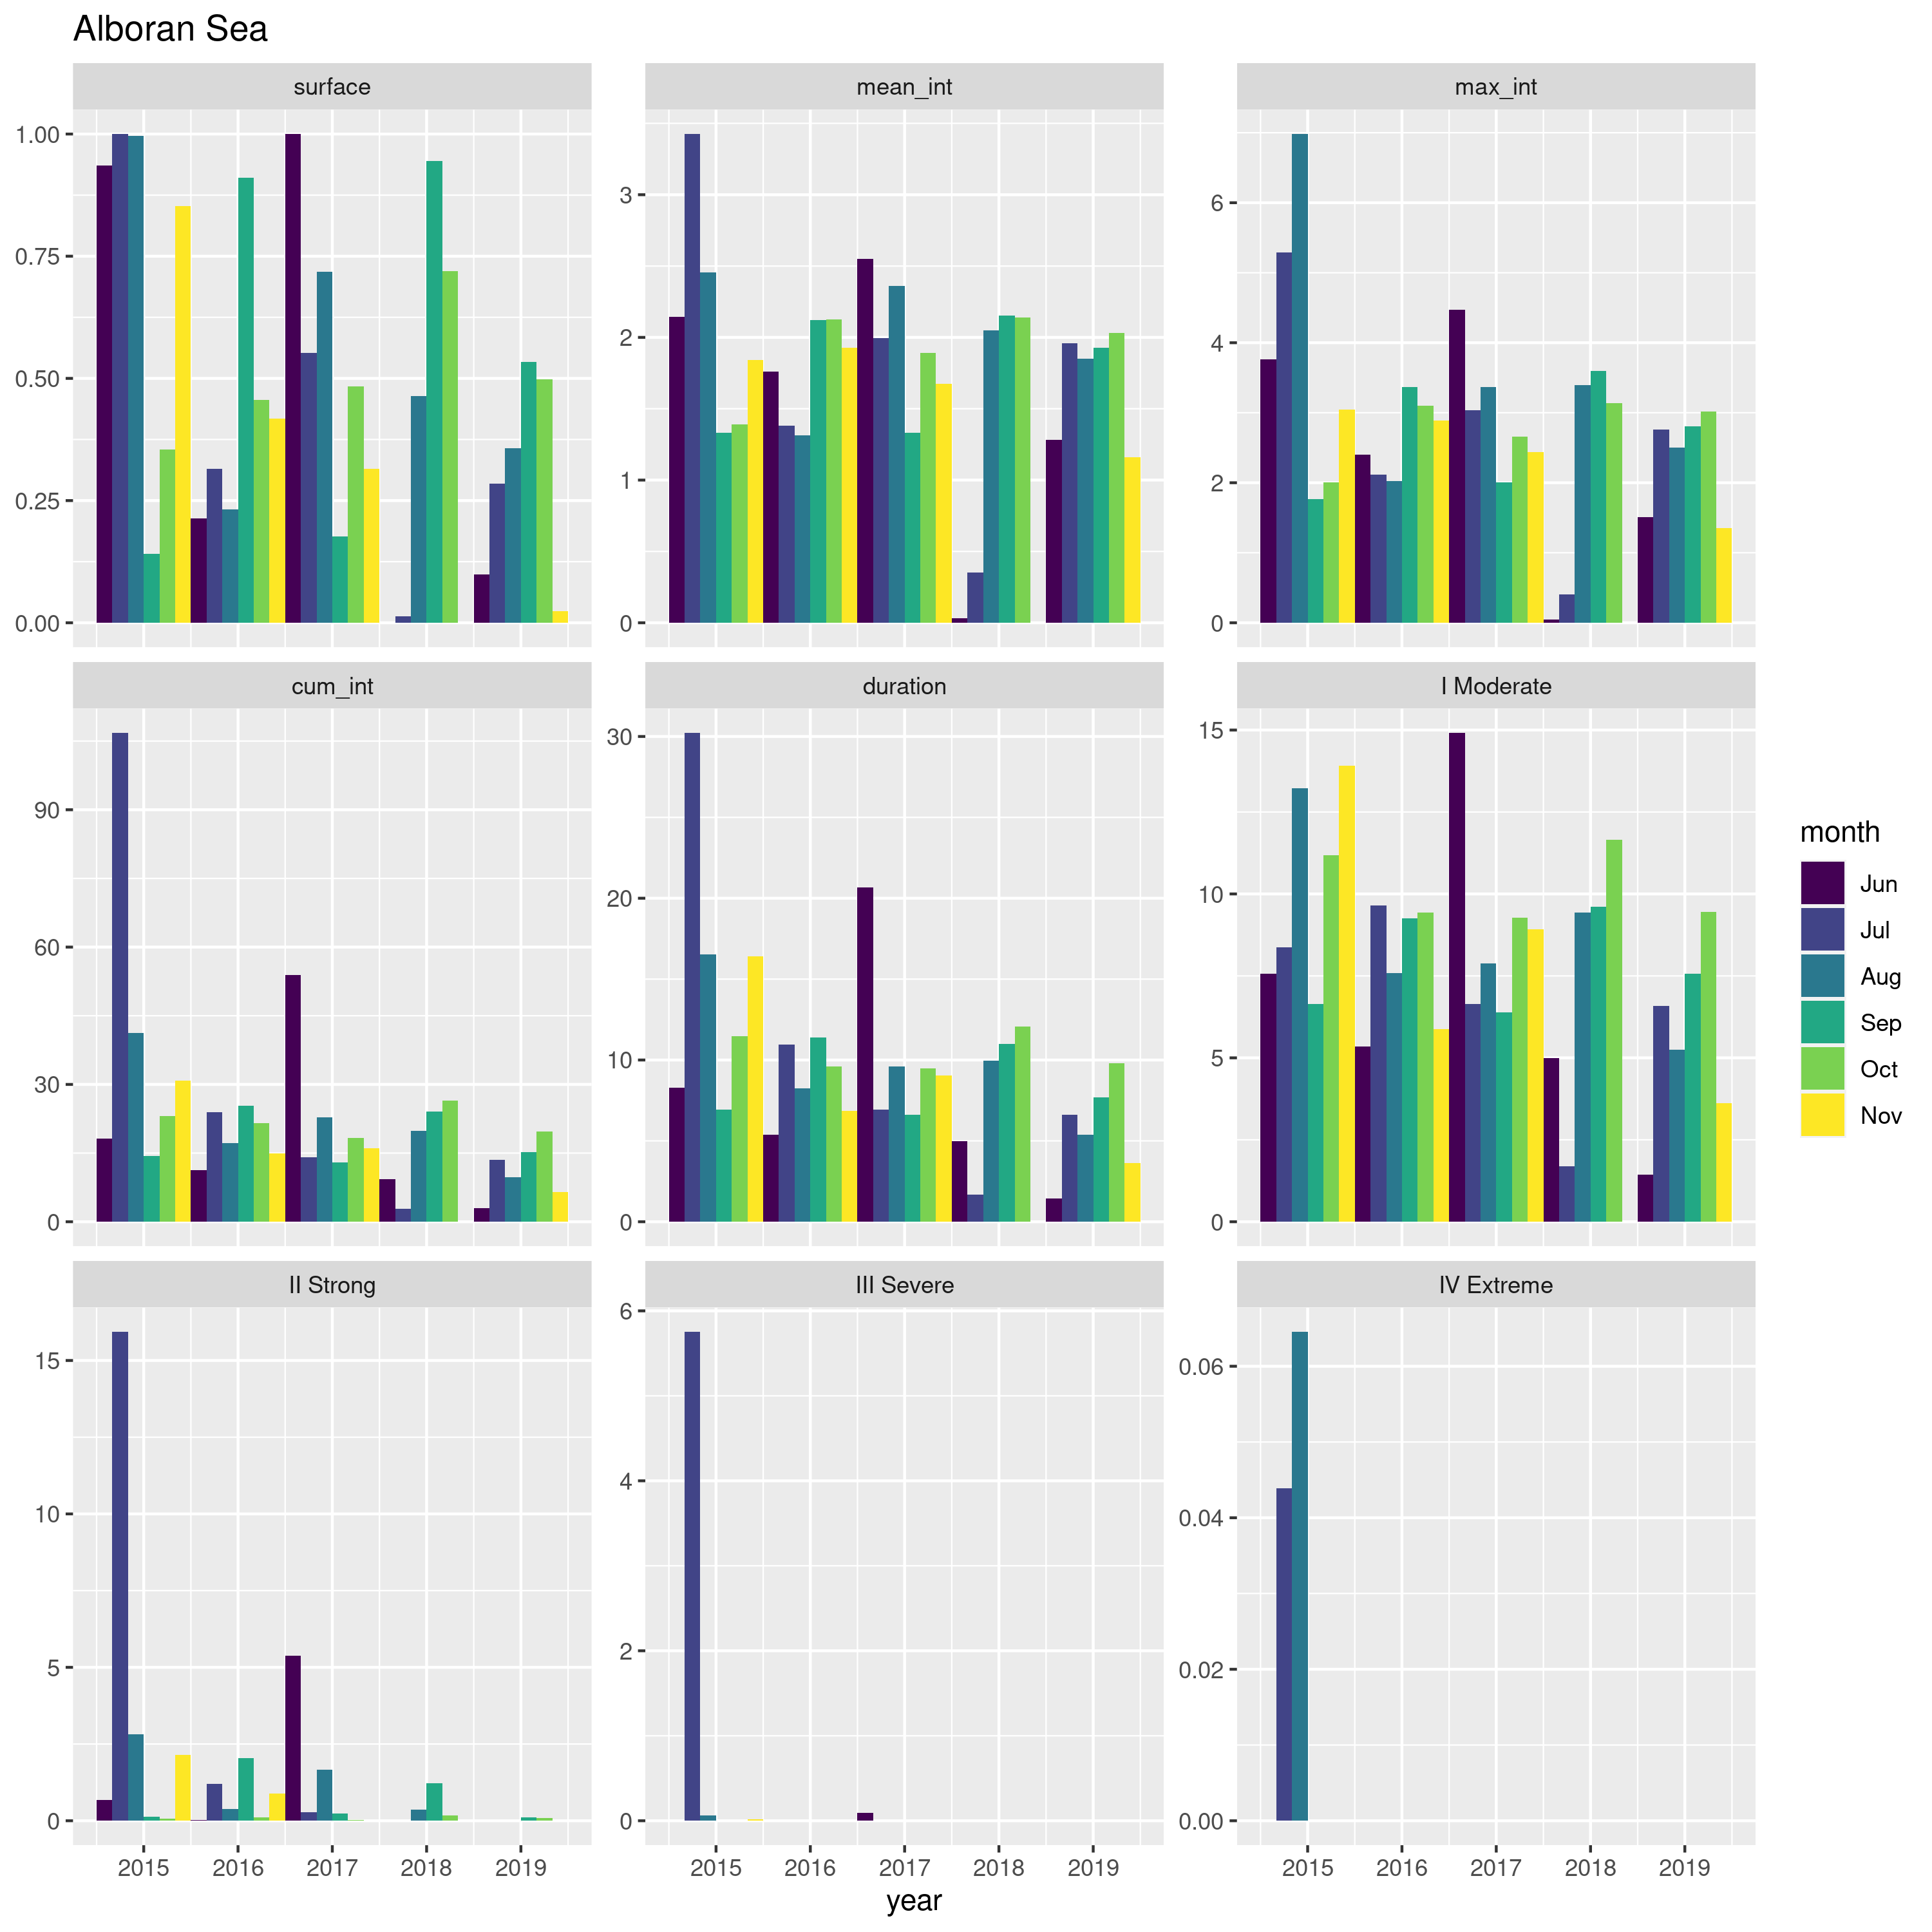 Alboran Sea
surface
mean_int
max_int
1.00
0.75
0.50
0.25
0.00
3
2
1
0
6
4
2
0
cum_int
duration
I Moderate
90
60
30
0
30
20
10
0
15
10
5
0
II Strong
III Severe
IV Extreme
15
10
5
0
6
4
2
0
0.06
0.04
0.02
0.00
2015 2016 2017 2018 2019
2015 2016 2017 2018 2019
2015 2016 2017 2018 2019
year
month
Jun
Jul
Aug
Sep
Oct
Nov